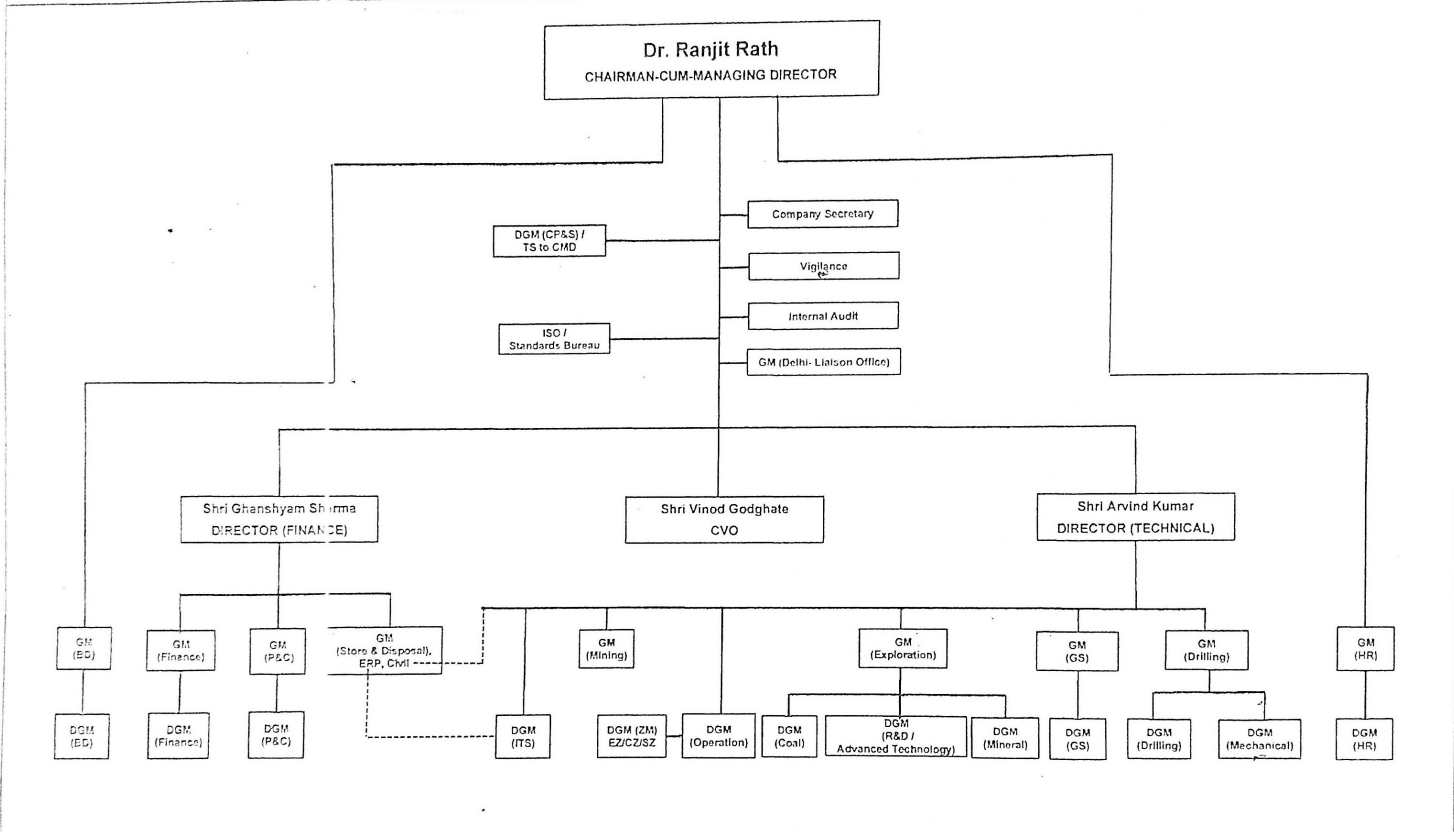 Dr. Ranjit Rath
CHAIRMAN-CUM-MANAGING DIRECTOR
Company Secretary
DGM (CP&S) /
TS to CMD
Vigilance
Internal Audit
ISO /
Standards Bureau
GM (Delhi- Liaison Office)
Shri Ghanshyam Sharma
DIRECTOR (FINANCE)
Shri Vinod Godghate
CVO
Shri Arvind Kumar
DIRECTOR (TECHNICAL)
GM
(BD)
GM
(Finance)
GM
(P&C)
GM
(Store & Disposal),
ERP, Civil
GM
(Mining)
GM
(Exploration)
GM
(GS)
GM
(Drilling)
GM
(HR)
DGM
(BD)
DGM
(Finance)
DGM
(P&C)
DGM
(ITS)
DGM (ZM)
EZ/CZ/SZ
DGM
(Operation)
DGM
(Coal)
DGM
(R&D /
Advanced Technology)
DGM
(Mineral)
DGM
(GS)
DGM
(Drilling)
DGM
(Mechanical)
DGM
(HR)